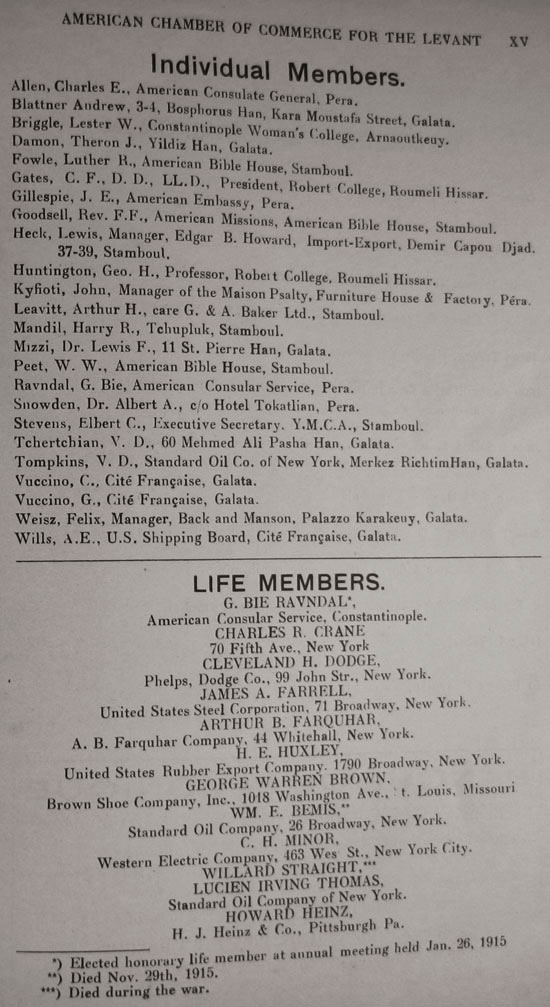 AMERICAN CHAMBER OF COMMERCE FOR THE LEVANT XV
Individual Members.
Allen, Charles E., American Consulate General, Pera.
Blattner Andrew, 3-4, Bosphorus Han, Kara Moustafa Street, Galata.
Briggle, Lester W., Constantinople Woman's College, Arnaoutkeuy.
Damon, Theron J., Yildiz Han, Galata.
Fowle, Luther R., American Bible House, Stamboul.
Gates, C. F., D. D., LL.D., President, Robert College, Roumeli Hissar.
Gillespie, J. E., American Embassy, Pera.
Goodsell, Rev. F.F., American Missions, American Bible House, Stamboul.
Heck, Lewis, Manager, Edgar B. Howard, Import-Export, Demir Capou Djad.
37-39, Stamboul.
Huntington, Geo. H., Professor, Robert College, Roumeli Hissar.
Kyfioti, John, Manager of the Maison Psalty, Furniture House & Factory, Péra.
Leavitt, Arthur H., care G. & A. Baker Ltd., Stamboul.
Mandil, Harry R., Tchupluk, Stamboul.
Mizzi, Dr. Lewis F., 11 St. Pierre Han, Galata.
Peet, W. W., American Bible House, Stamboul.
Ravndal, G. Bie, American Consular Service, Pera.
Snowden, Dr. Albert A., c/o Hotel Tokatlian, Pera.
Stevens, Elbert C., Executive Secretary. Y.M.C.A., Stamboul.
Tchertchian, V. D., 60 Mehmed Ali Pasha Han, Galata.
Tompkins, V. D., Standard Oil Co. of New York, Merkez RichtimHan, Galata.
Vuccino, C., Cité Française, Galata.
Vuccino, G., Cité Française, Galata.
Weisz, Felix, Manager, Back and Manson, Palazzo Karakeuy, Galata.
Wills, A.E., U.S. Shipping Board, Cité Française, Galata.
LIFE MEMBERS.
G. BIE RAVNDAL*,
American Consular Service, Constantinople.
CHARLES R. CRANE
70 Fifth Ave., New York
CLEVELAND H. DODGE,
Phelps, Dodge Co., 99 John Str., New York.
JAMES A. FARRELL,
United States Steel Corporation, 71 Broadway, New York.
ARTHUR B. FARQUHAR,
A. B. Farquhar Company, 44 Whitehall, New York.
H. E. HUXLEY,
United States Rubber Export Company. 1790 Broadway, New York.
GEORGE WARREN BROWN,
Brown Shoe Company, Inc., 1018 Washington Ave., t. Louis, Missouri
WM. E. BEMIS,**
Standard Oil Company, 26 Broadway, New York.
C. H. MINOR,
Western Electric Company, 463 Wes St., New York City.
WILLARD STRAIGHT,***
LUCIEN IRVING THOMAS,
Standard Oil Company of New York.
HOWARD HEINZ,
H. J. Heinz & Co., Pittsburgh Pa.
*) Elected honorary life member at annual meeting held Jan. 26, 1915
**) Died Nov. 29th, 1915.
***) Died during the war.